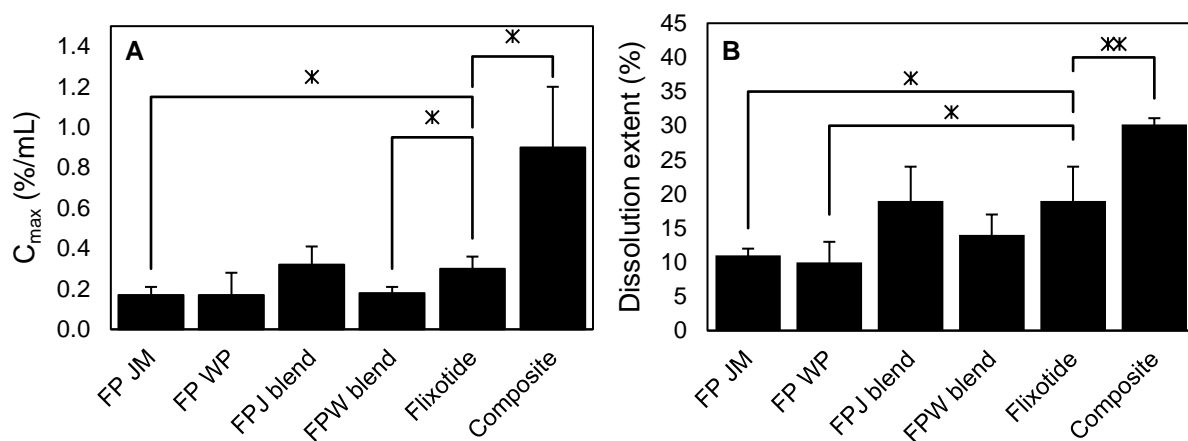 A
C_max (%/mL)
1.4
1.2
1.0
0.8
0.6
0.4
0.2
0.0
*
*
*
FP JM
FP WP
FPJ blend
FPW blend
Flixotide
Composite
B
Dissolution extent (%)
45
40
35
30
25
20
15
10
5
0
*
*
**
FP JM
FP WP
FPJ blend
FPW blend
Flixotide
Composite